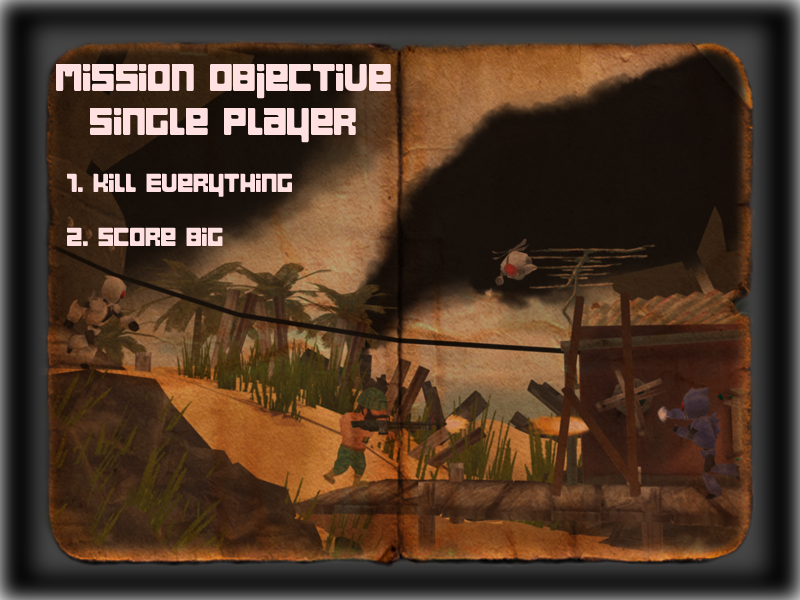 Mission Objective
Single Player
1. Kill Everything
2. Score Big